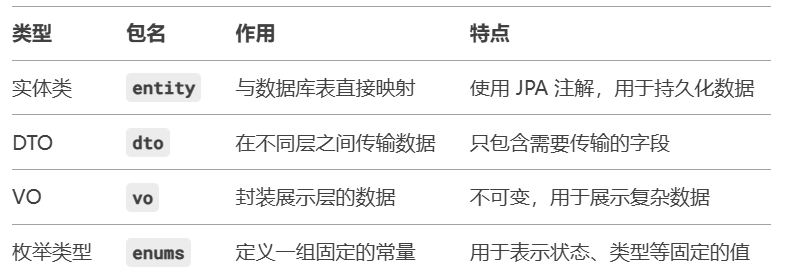 类型 包名 作用 特点
实体类 entity 与数据库表直接映射 使用 JPA 注解，用于持久化数据
DTO dto 在不同层之间传输数据 只包含需要传输的字段
VO vo 封装展示层的数据 不可变，用于展示复杂数据
枚举类型 enums 定义一组固定的常量 用于表示状态、类型等固定的值